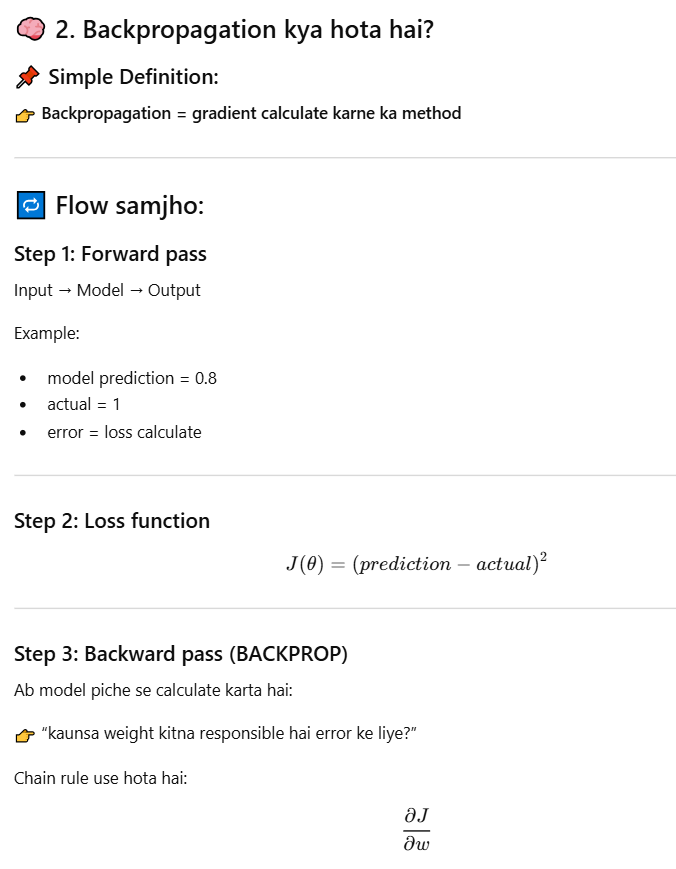 🧠 2. Backpropagation kya hota hai?
📌 Simple Definition:
👉 Backpropagation = gradient calculate karne ka method
🔁 Flow samjho:
Step 1: Forward pass
Input → Model → Output
Example:
• model prediction = 0.8
• actual = 1
• error = loss calculate
Step 2: Loss function
J(θ) = (prediction − actual)²
Step 3: Backward pass (BACKPROP)
Ab model piche se calculate karta hai:
👉 “kaunsa weight kitna responsible hai error ke liye?”
Chain rule use hota hai:
∂J
∂w